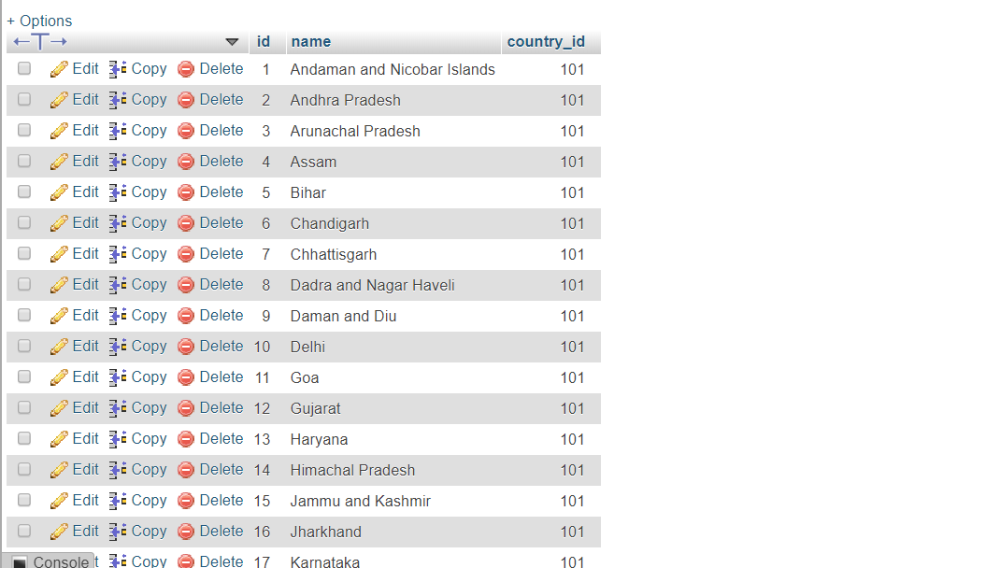 + Options
id name country_id
Edit Copy Delete 1 Andaman and Nicobar Islands 101
Edit Copy Delete 2 Andhra Pradesh 101
Edit Copy Delete 3 Arunachal Pradesh 101
Edit Copy Delete 4 Assam 101
Edit Copy Delete 5 Bihar 101
Edit Copy Delete 6 Chandigarh 101
Edit Copy Delete 7 Chhattisgarh 101
Edit Copy Delete 8 Dadra and Nagar Haveli 101
Edit Copy Delete 9 Daman and Diu 101
Edit Copy Delete 10 Delhi 101
Edit Copy Delete 11 Goa 101
Edit Copy Delete 12 Gujarat 101
Edit Copy Delete 13 Haryana 101
Edit Copy Delete 14 Himachal Pradesh 101
Edit Copy Delete 15 Jammu and Kashmir 101
Edit Copy Delete 16 Jharkhand 101
Console t Copy Delete 17 Karnataka 101